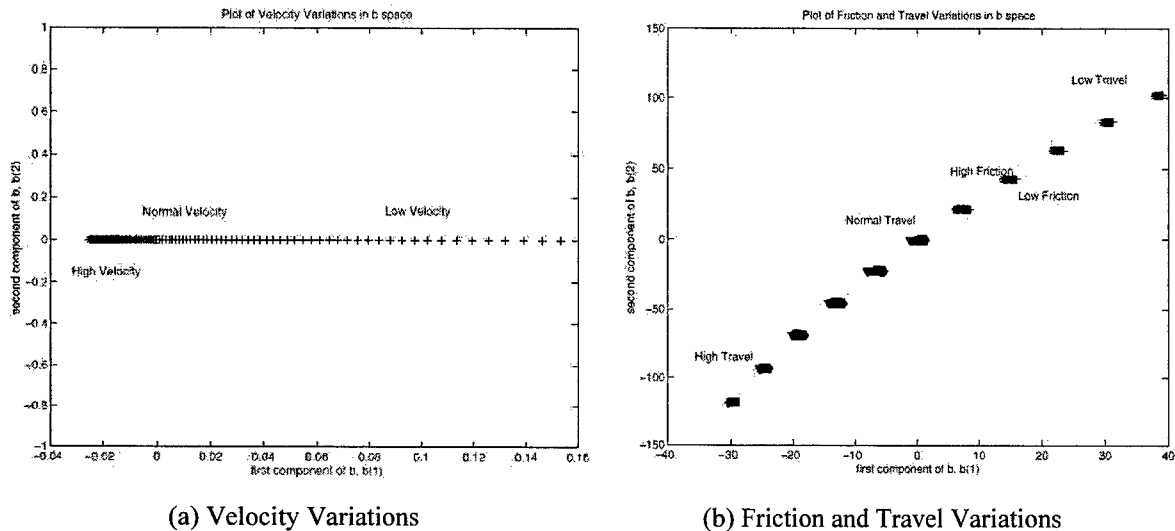 Plot of Velocity Variations in b space
1
0.8
0.6
0.4
0.2
0
−0.2
−0.4
−0.6
−0.8
−1
second component of b, b(2)
Normal Velocity
Low Velocity
High Velocity
−0.04
−0.02
0
0.02
0.04
0.06
0.08
0.1
0.12
0.14
0.16
first component of b, b(1)
(a) Velocity Variations
Plot of Friction and Travel Variations in b space
150
100
50
0
−50
−100
−150
second component of b, b(2)
Low Travel
High Friction
Low Friction
Normal Travel
High Travel
−40
−30
−20
−10
0
10
20
30
40
first component of b, b(1)
(b) Friction and Travel Variations